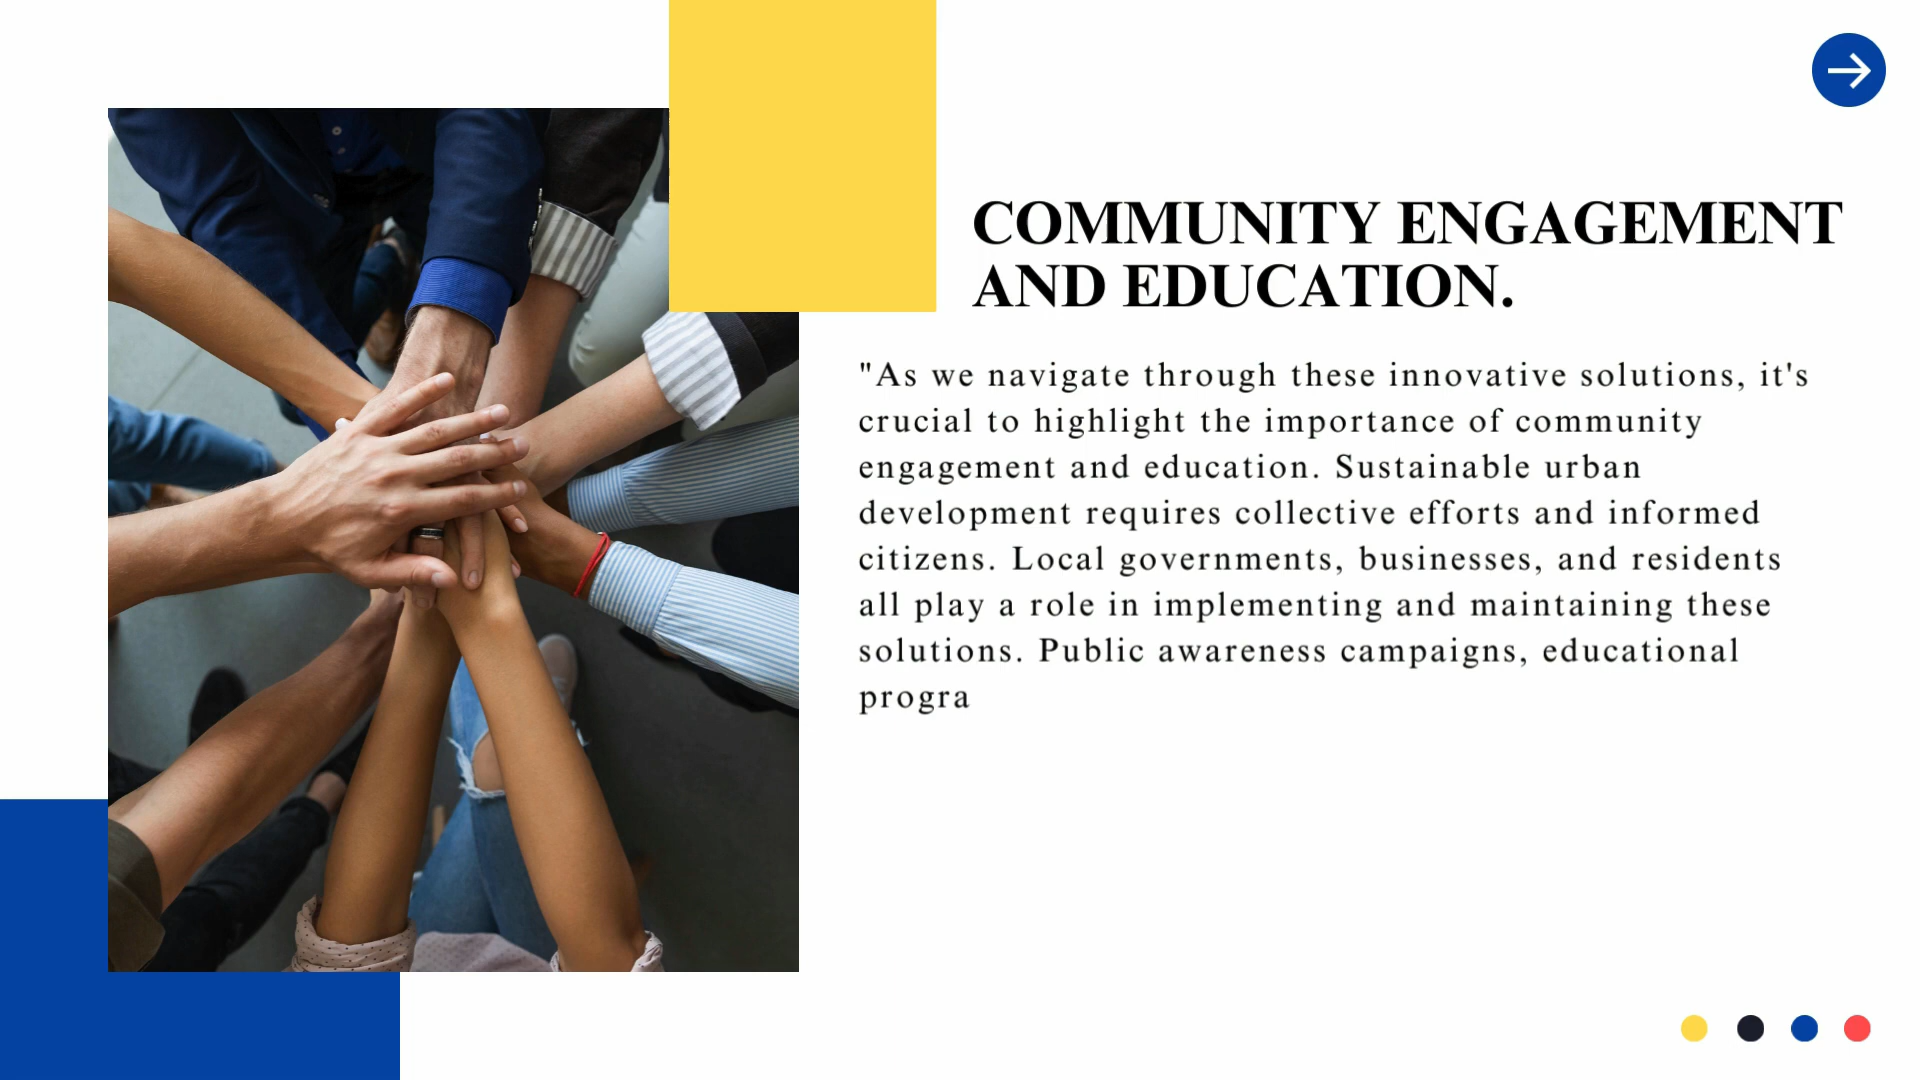 COMMUNITY ENGAGEMENT
AND EDUCATION.
"As we navigate through these innovative solutions, it's
crucial to highlight the importance of community
engagement and education. Sustainable urban
development requires collective efforts and informed
citizens. Local governments, businesses, and residents
all play a role in implementing and maintaining these
solutions. Public awareness campaigns, educational
progra